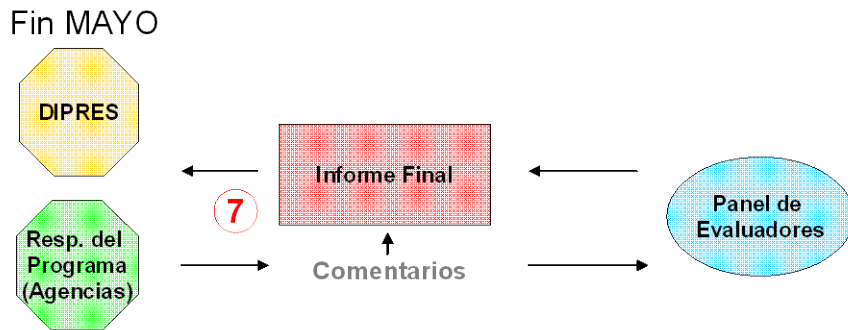 Fin MAYO
DIPRES
Informe Final
7
Panel de
Evaluadores
Resp. del
Programa
(Agencias)
Comentarios